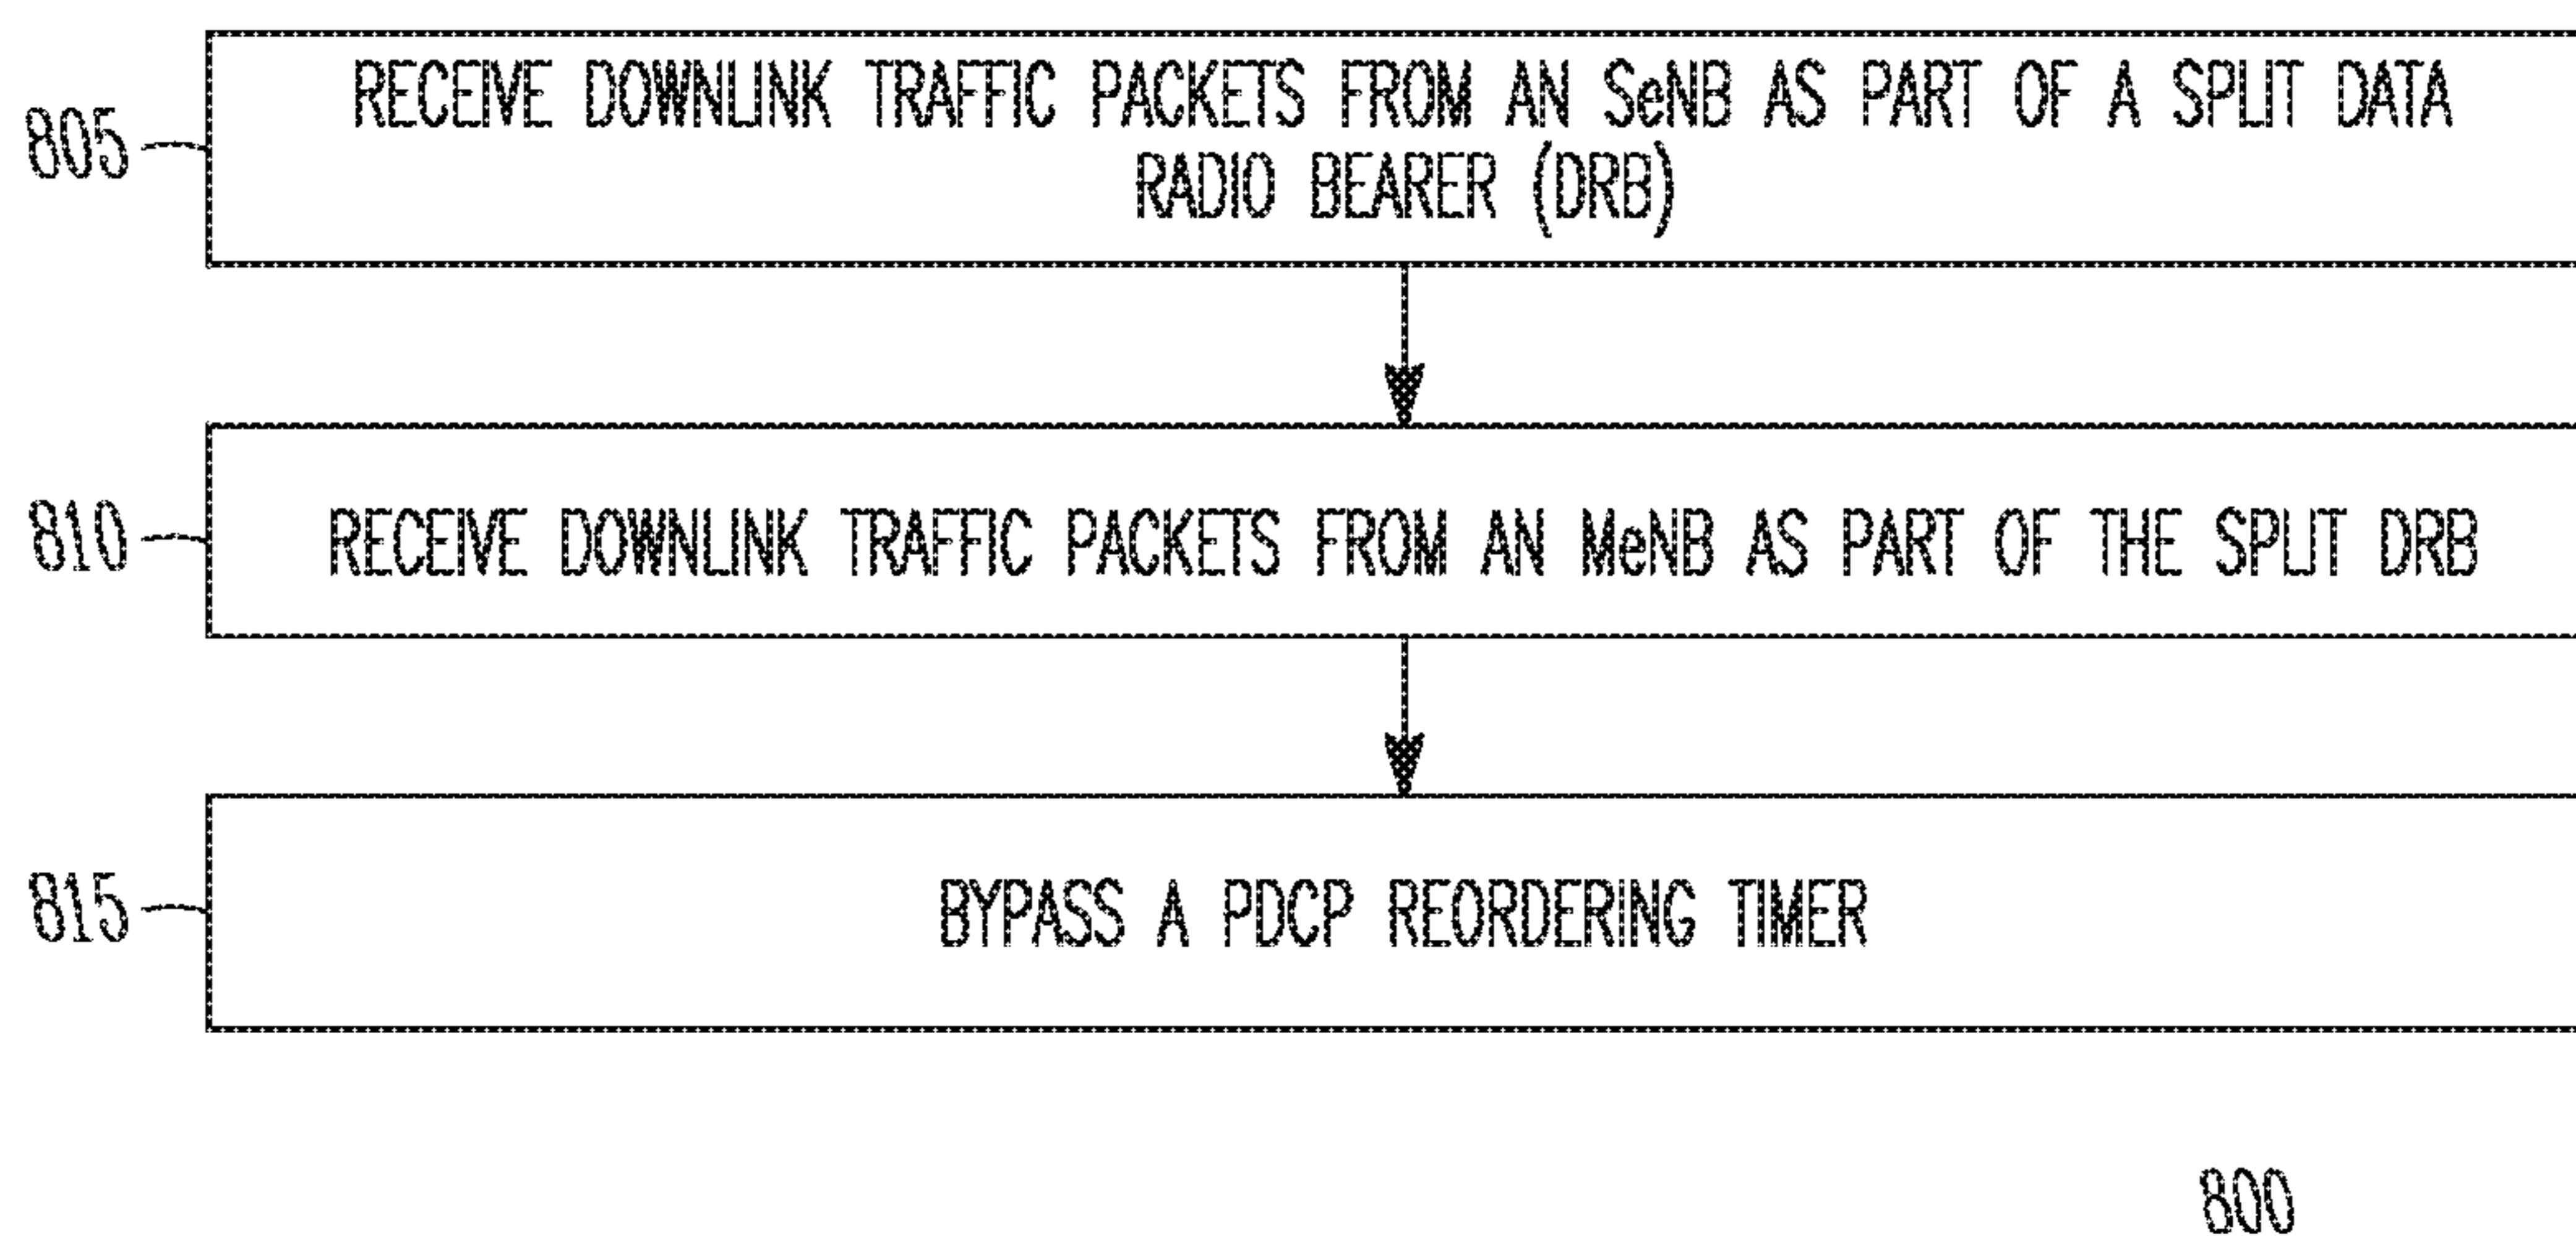 805
RECEIVE DOWNLINK TRAFFIC PACKETS FROM AN SeNB AS PART OF A SPLIT DATA
RADIO BEARER (DRB)
810
RECEIVE DOWNLINK TRAFFIC PACKETS FROM AN MeNB AS PART OF THE SPLIT DRB
815
BYPASS A PDCP REORDERING TIMER
800